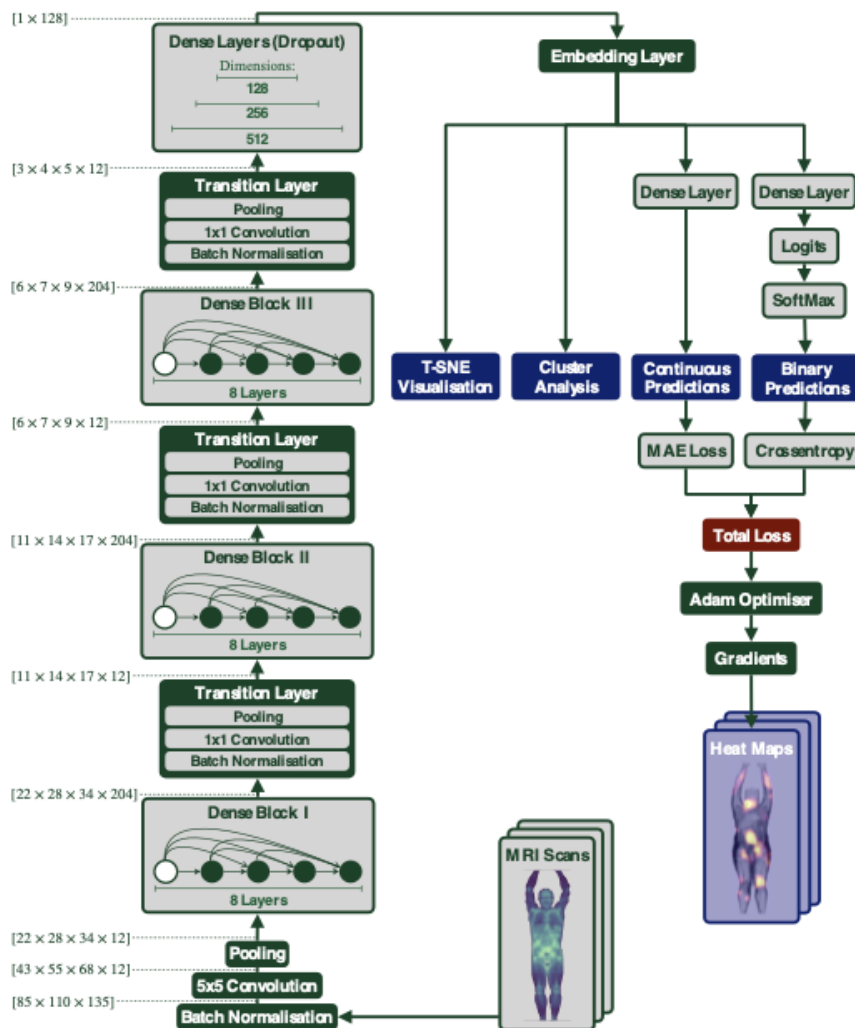 [1 × 128]
Dense Layers (Dropout)
Dimensions:
128
256
512
[3 × 4 × 5 × 12]
Transition Layer
Pooling
1x1 Convolution
Batch Normalisation
[6 × 7 × 9 × 204]
Dense Block III
8 Layers
[6 × 7 × 9 × 12]
Transition Layer
Pooling
1x1 Convolution
Batch Normalisation
[11 × 14 × 17 × 204]
Dense Block II
8 Layers
[11 × 14 × 17 × 12]
Transition Layer
Pooling
1x1 Convolution
Batch Normalisation
[22 × 28 × 34 × 204]
Dense Block I
8 Layers
[22 × 28 × 34 × 12]
Pooling
[43 × 55 × 68 × 12]
5x5 Convolution
[85 × 110 × 135]
Batch Normalisation
MRI Scans
Embedding Layer
Dense Layer
Dense Layer
Logits
SoftMax
T-SNE
Visualisation
Cluster
Analysis
Continuous
Predictions
Binary
Predictions
MAE Loss
Crossentropy
Total Loss
Adam Optimiser
Gradients
Heat Maps